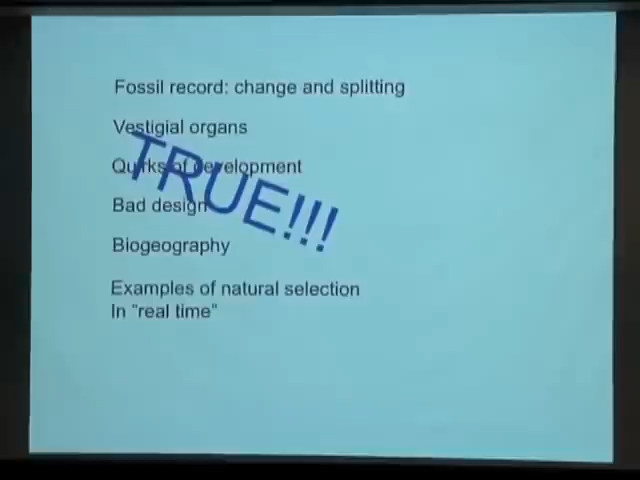 Fossil record: change and splitting
Vestigial organs
Quirks of development
Bad design
TRUE!!!
Biogeography
Examples of natural selection
In "real time"